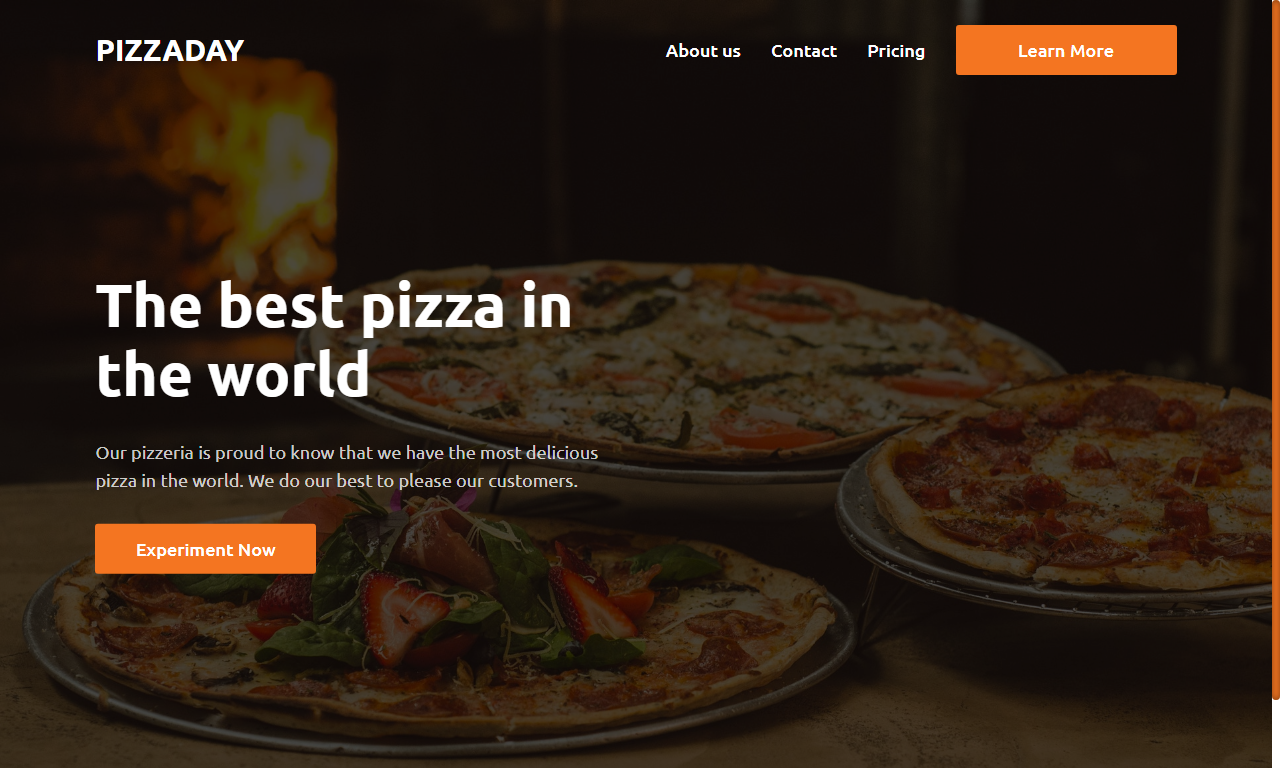 PIZZADAY
About us
Contact
Pricing
Learn More
The best pizza in
the world
Our pizzeria is proud to know that we have the most delicious
pizza in the world. We do our best to please our customers.
Experiment Now